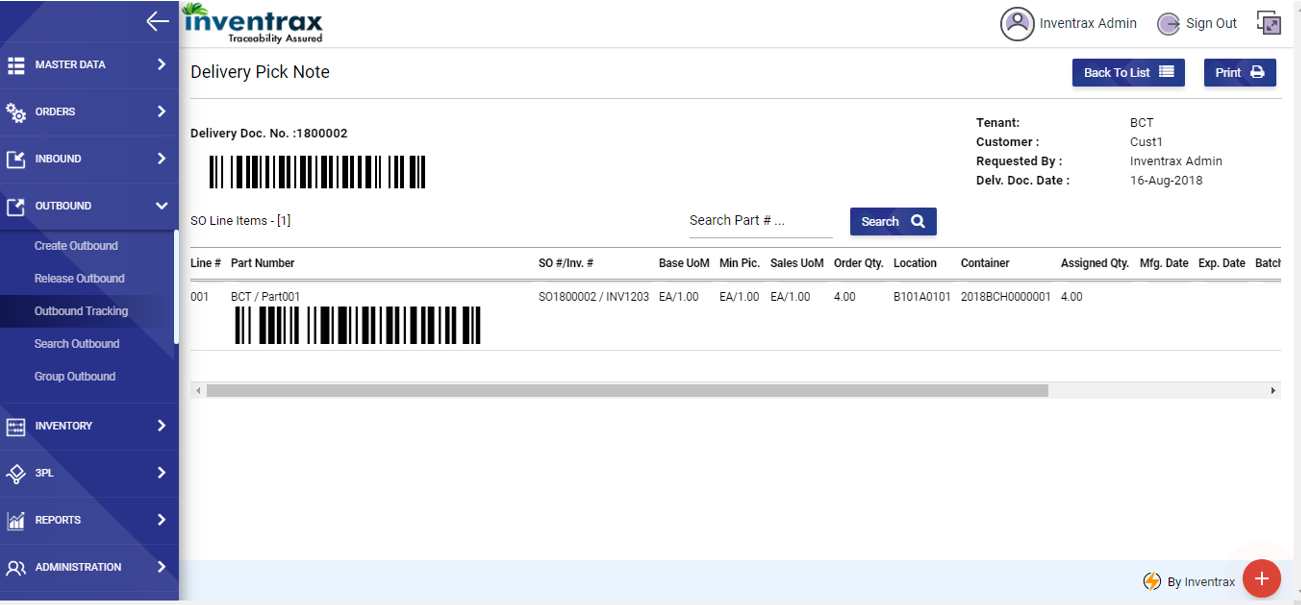 inventrax
Traceability Assured
Inventrax Admin
Sign Out
MASTER DATA
ORDERS
INBOUND
OUTBOUND
Create Outbound
Release Outbound
Outbound Tracking
Search Outbound
Group Outbound
INVENTORY
3PL
REPORTS
ADMINISTRATION
Delivery Pick Note
Back To List
Print
Delivery Doc. No. :1800002
Tenant: BCT
Customer : Cust1
Requested By : Inventrax Admin
Delv. Doc. Date : 16-Aug-2018
SO Line Items - [1]
Search Part # ...
Search
Line # Part Number SO #/Inv. # Base UoM Min Pic. Sales UoM Order Qty. Location Container Assigned Qty. Mfg. Date Exp. Date Batch
001 BCT / Part001 SO1800002 / INV1203 EA/1.00 EA/1.00 EA/1.00 4.00 B101A0101 2018BCH0000001 4.00
By Inventrax
+